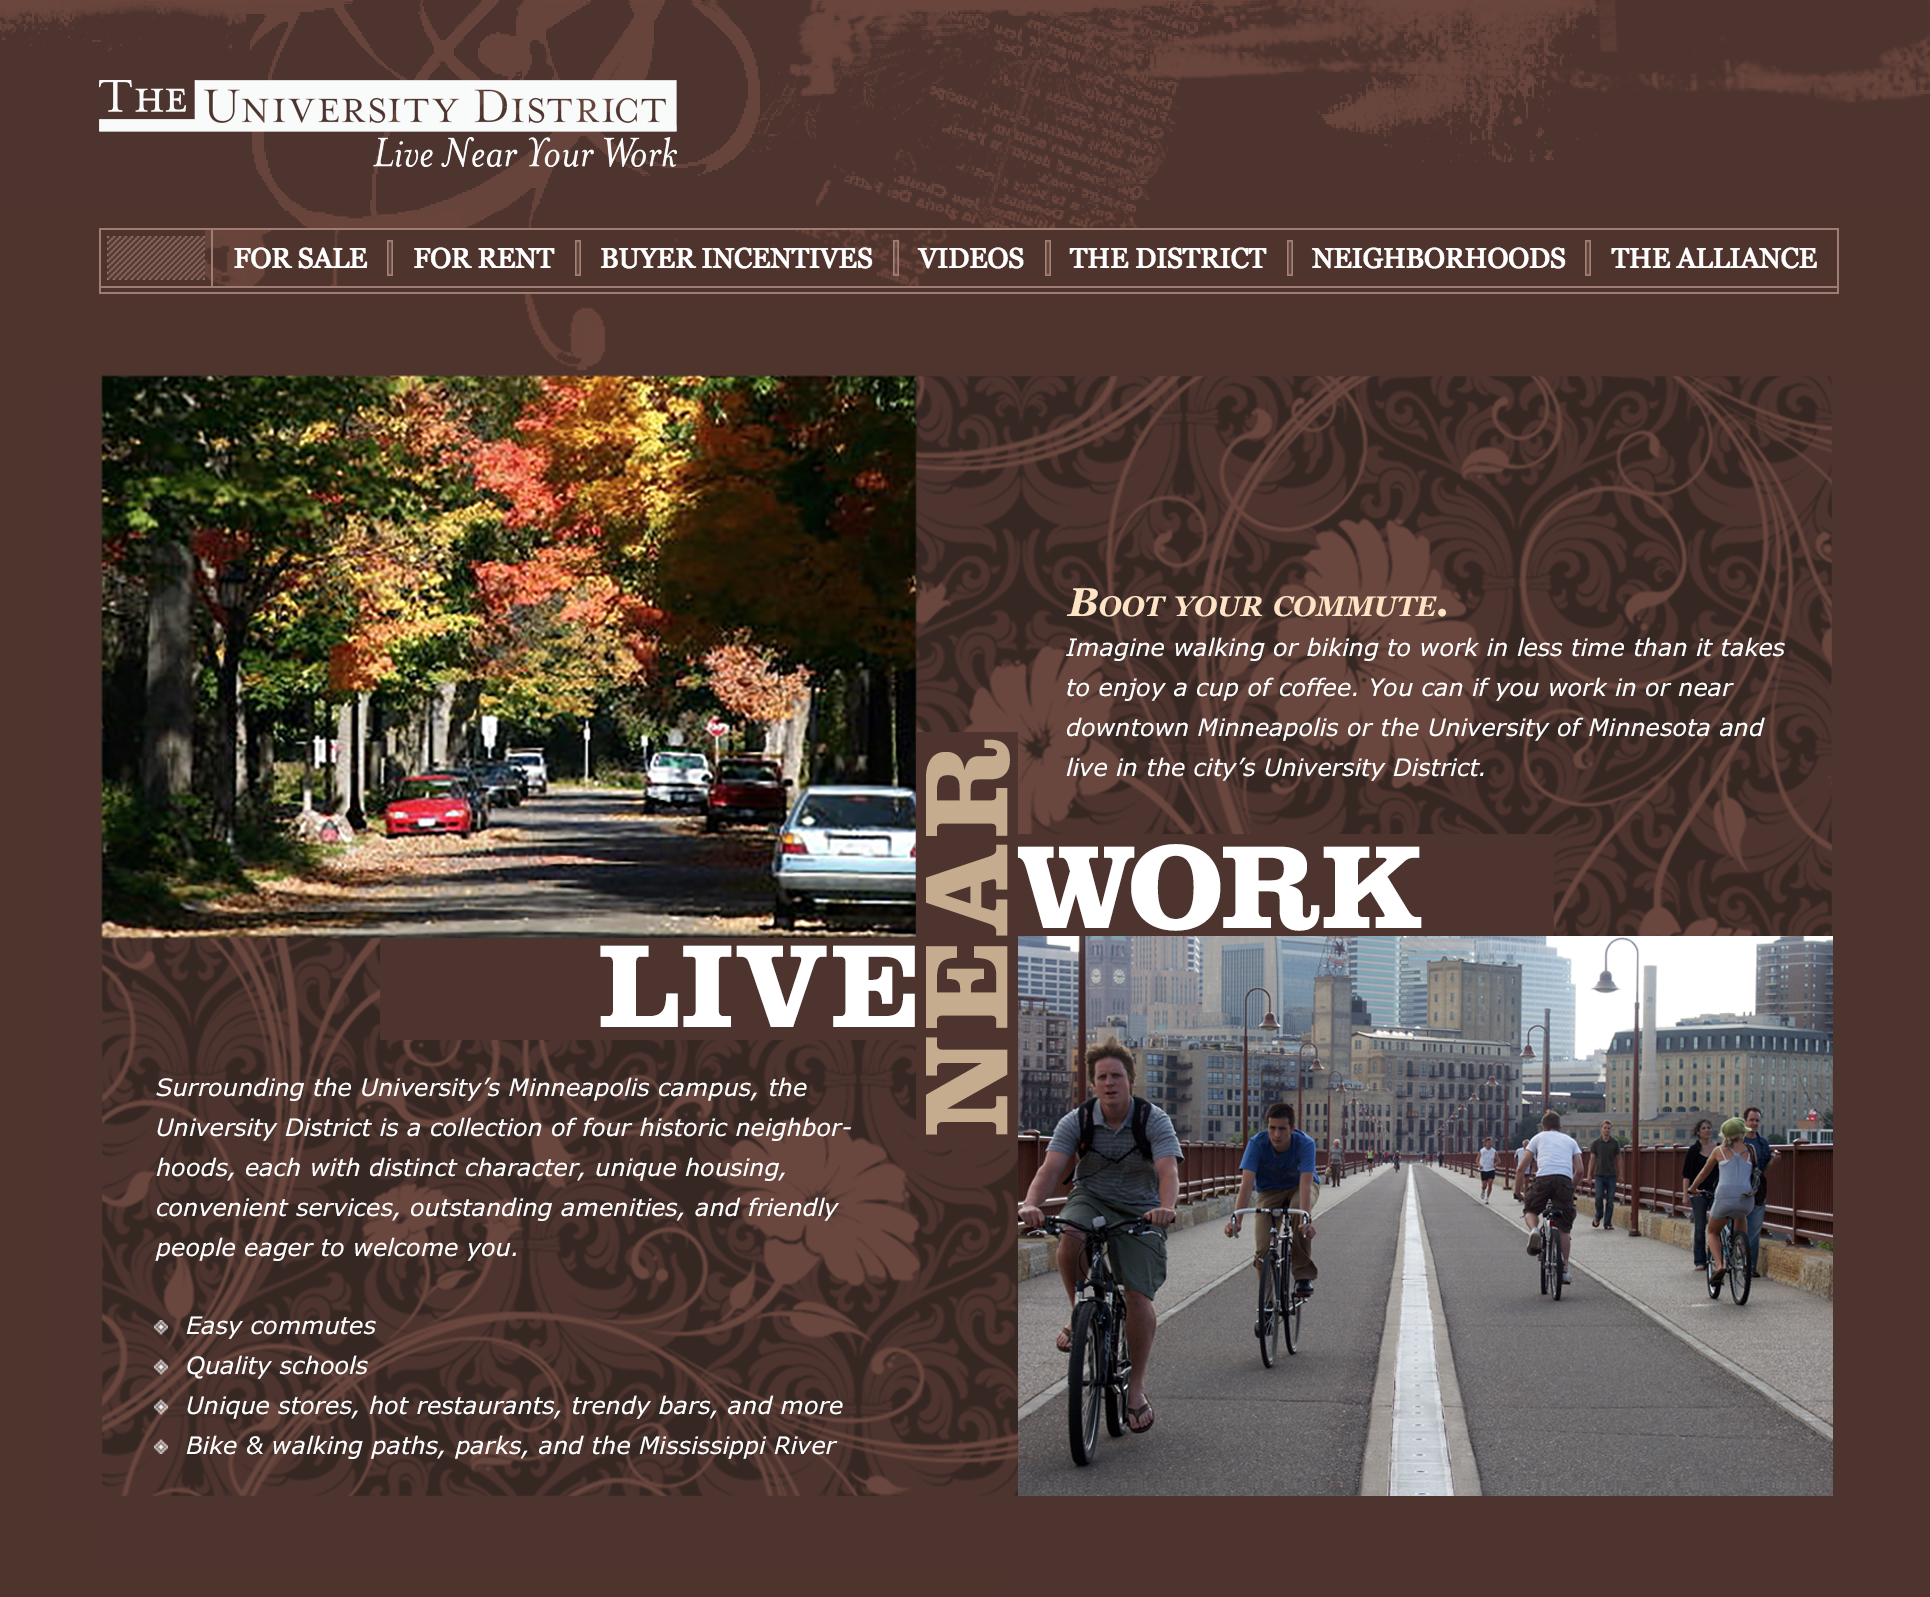 THE UNIVERSITY DISTRICT
Live Near Your Work
FOR SALE
FOR RENT
BUYER INCENTIVES
VIDEOS
THE DISTRICT
NEIGHBORHOODS
THE ALLIANCE
BOOT YOUR COMMUTE.
Imagine walking or biking to work in less time than it takes
to enjoy a cup of coffee. You can if you work in or near
downtown Minneapolis or the University of Minnesota and
live in the city’s University District.
LIVE
NEAR
WORK
Surrounding the University’s Minneapolis campus, the
University District is a collection of four historic neighbor-
hoods, each with distinct character, unique housing,
convenient services, outstanding amenities, and friendly
people eager to welcome you.
Easy commutes
Quality schools
Unique stores, hot restaurants, trendy bars, and more
Bike & walking paths, parks, and the Mississippi River